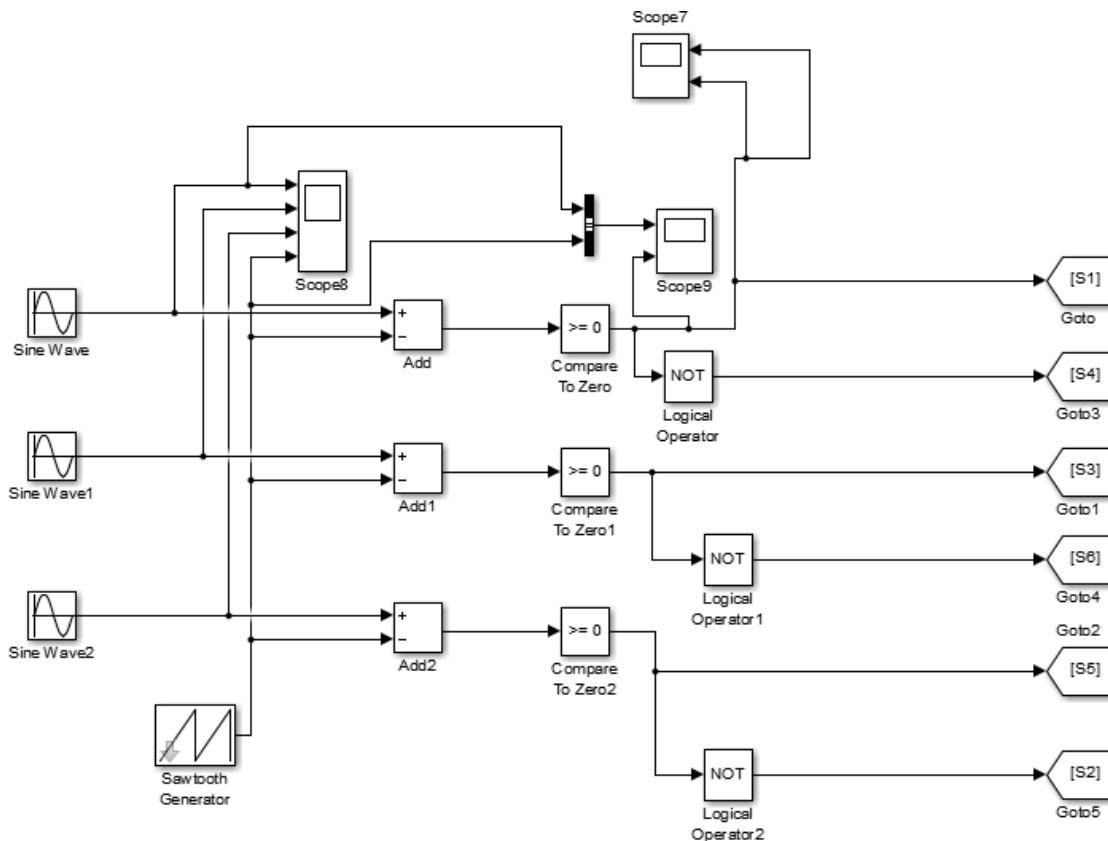 Scope7
Scope8
Scope9
Sine Wave
+
−
Add
>= 0
Compare
To Zero
[S1]
Goto
NOT
Logical
Operator
[S4]
Goto3
Sine Wave1
+
−
Add1
>= 0
Compare
To Zero1
[S3]
Goto1
NOT
Logical
Operator1
[S6]
Goto4
Sine Wave2
+
−
Add2
>= 0
Compare
To Zero2
Goto2
[S5]
Sawtooth
Generator
NOT
Logical
Operator2
[S2]
Goto5